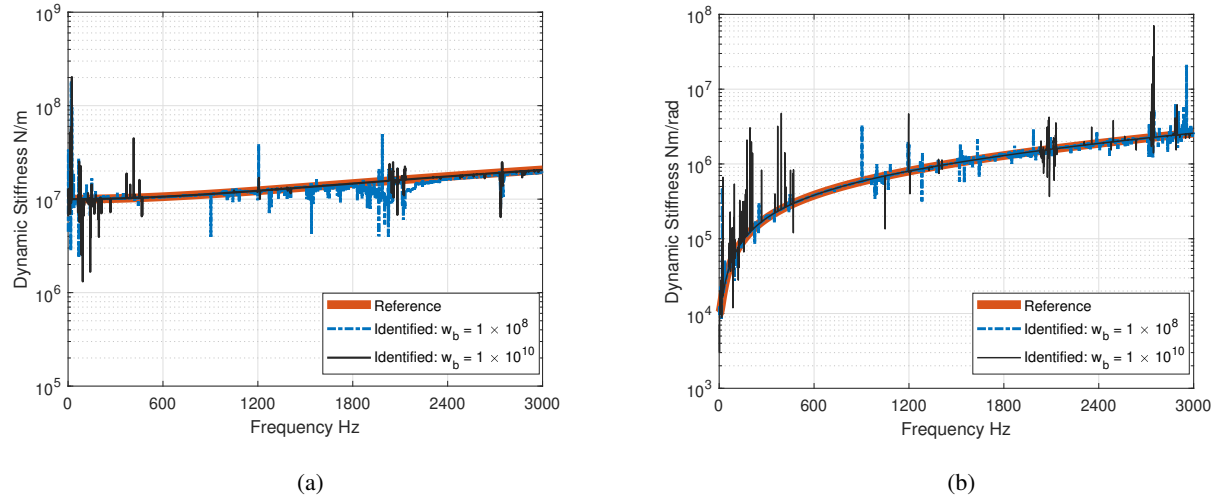 10^9
10^8
10^7
10^6
10^5
Dynamic Stiffness N/m
0 600 1200 1800 2400 3000
Frequency Hz
Reference
Identified: w_b = 1 × 10^8
Identified: w_b = 1 × 10^10
(a)
10^8
10^7
10^6
10^5
10^4
10^3
Dynamic Stiffness Nm/rad
0 600 1200 1800 2400 3000
Frequency Hz
Reference
Identified: w_b = 1 × 10^8
Identified: w_b = 1 × 10^10
(b)